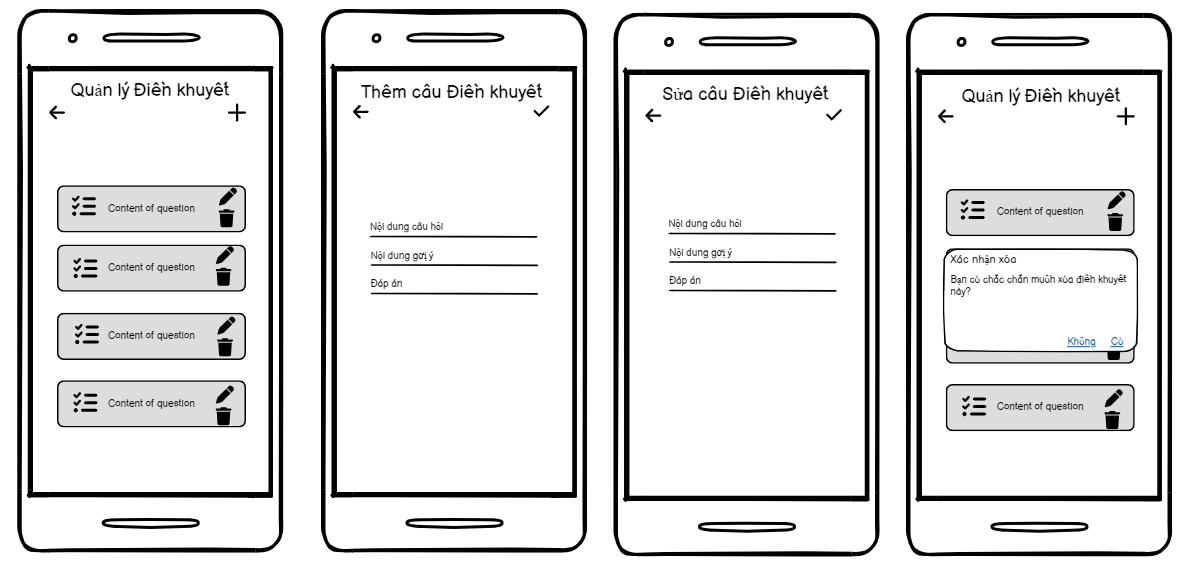 Quản lý Điền khuyết
Content of question
Content of question
Content of question
Content of question
Thêm câu Điền khuyết
Nội dung câu hỏi
Nội dung gợi ý
Đáp án
Sửa câu Điền khuyết
Nội dung câu hỏi
Nội dung gợi ý
Đáp án
Quản lý Điền khuyết
Content of question
Xác nhận xóa
Bạn có chắc chắn muốn xóa điền khuyết
này?
Không Có
Content of question